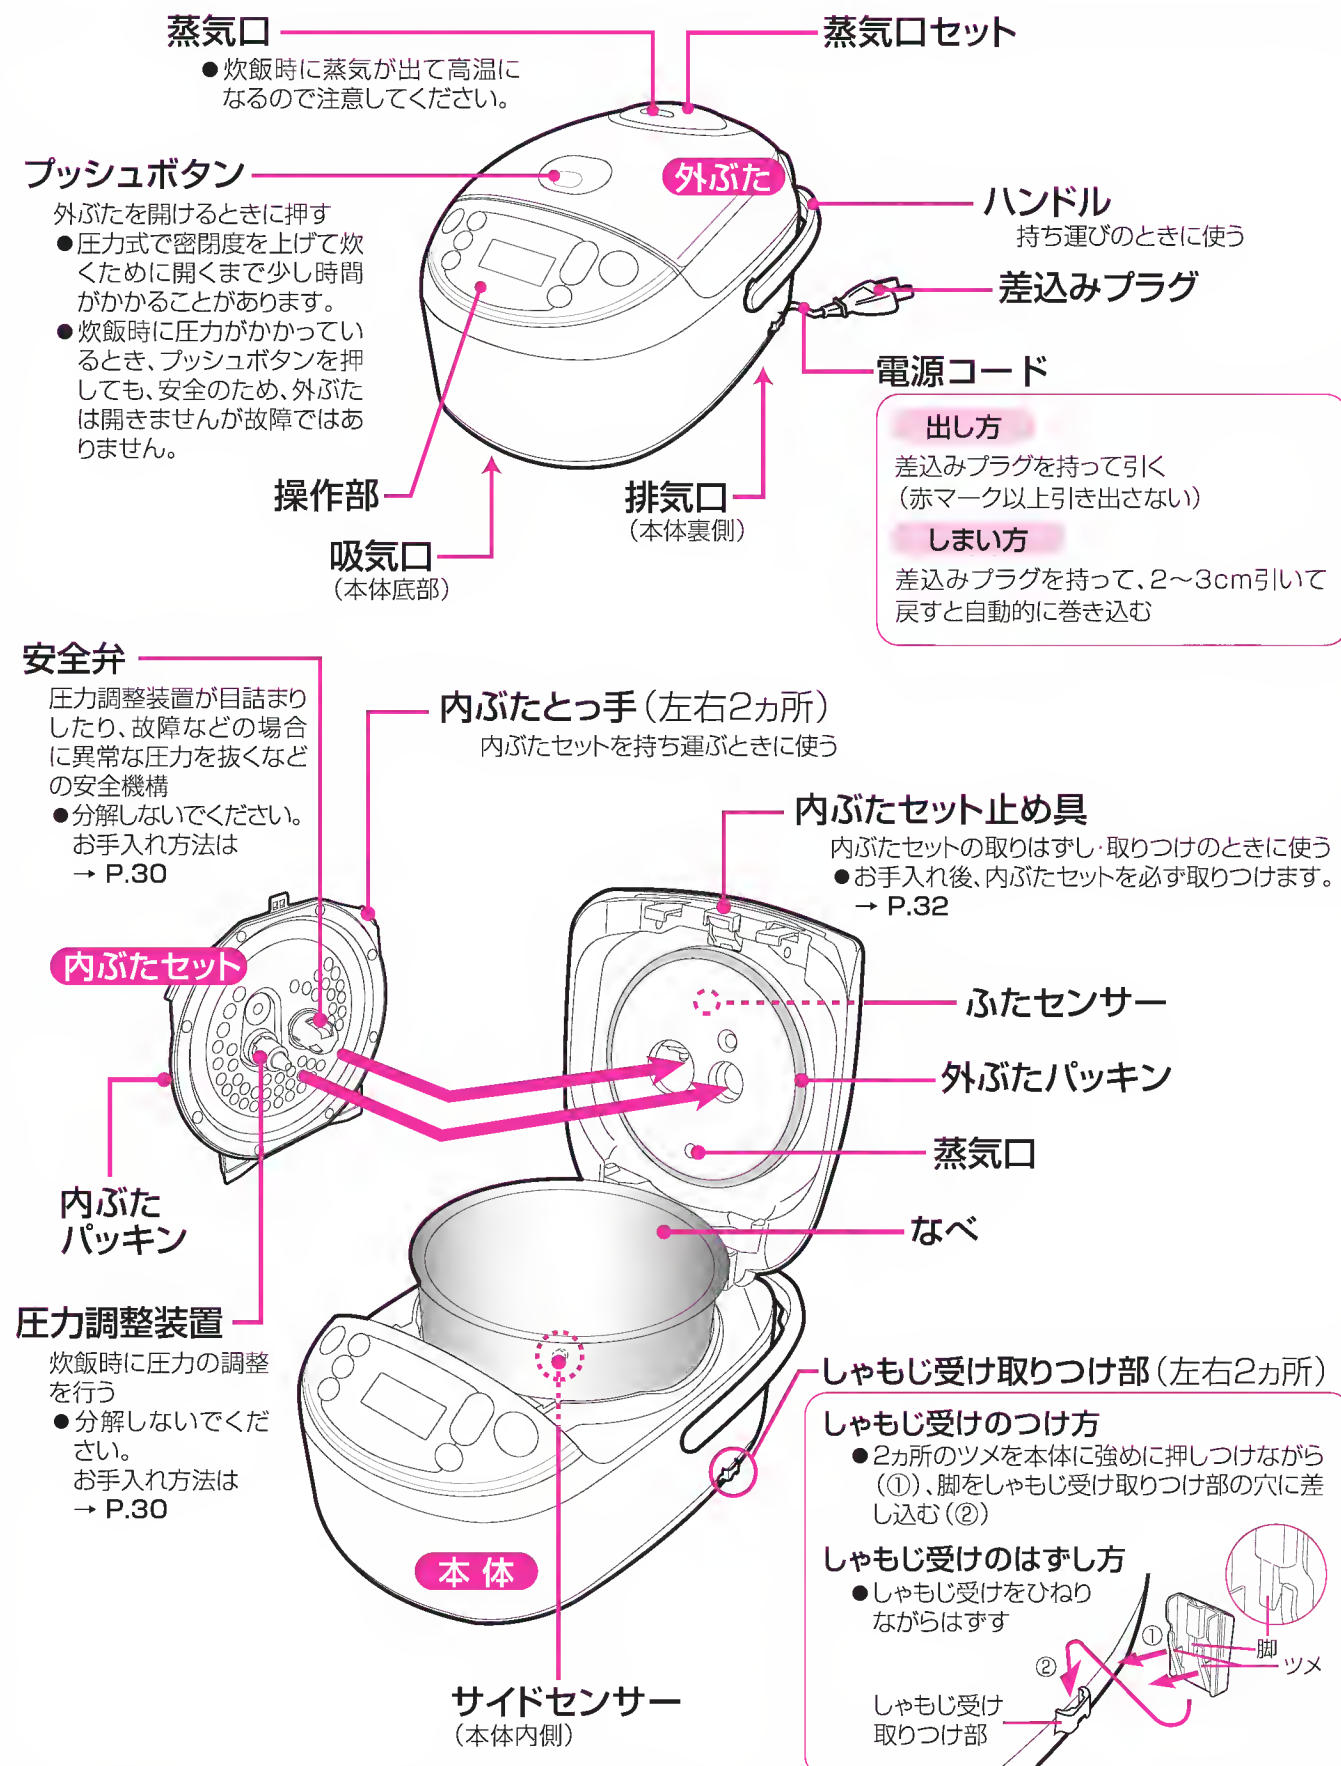 蒸気口
●炊飯時に蒸気が出て高温に
なるので注意してください。
蒸気口セット
プッシュボタン
外ぶたを開けるときに押す
●圧力式で密閉度を上げて炊
くために開くまで少し時間
がかかることがあります。
●炊飯時に圧力がかかってい
るとき、プッシュボタンを押
しても、安全のため、外ぶた
は開きませんが故障ではあ
りません。
外ぶた
ハンドル
持ち運びのときに使う
差込みプラグ
電源コード
出し方
差込みプラグを持って引く
(赤マーク以上引き出さない)
しまい方
差込みプラグを持って、2〜3cm引いて
戻すと自動的に巻き込む
操作部
吸気口
(本体底部)
排気口
(本体裏側)
安全弁
圧力調整装置が目詰まり
したり、故障などの場合
に異常な圧力を抜くなど
の安全機構
●分解しないでください。
お手入れ方法は
→ P.30
内ぶたとっ手(左右2ヵ所)
内ぶたセットを持ち運ぶときに使う
内ぶたセット止め具
内ぶたセットの取りはずし・取りつけのときに使う
●お手入れ後、内ぶたセットを必ず取りつけます。
→ P.32
内ぶたセット
ふたセンサー
外ぶたパッキン
蒸気口
なべ
内ぶた
パッキン
圧力調整装置
炊飯時に圧力の調整
を行う
●分解しないでくだ
さい。
お手入れ方法は
→ P.30
本体
サイドセンサー
(本体内側)
しゃもじ受け取りつけ部(左右2ヵ所)
しゃもじ受けのつけ方
●2ヵ所のツメを本体に強めに押しつけながら
(①)、脚をしゃもじ受け取りつけ部の穴に差
し込む(②)
しゃもじ受けのはずし方
●しゃもじ受けをひねり
ながらはずす
①
②
脚
ツメ
しゃもじ受け
取りつけ部